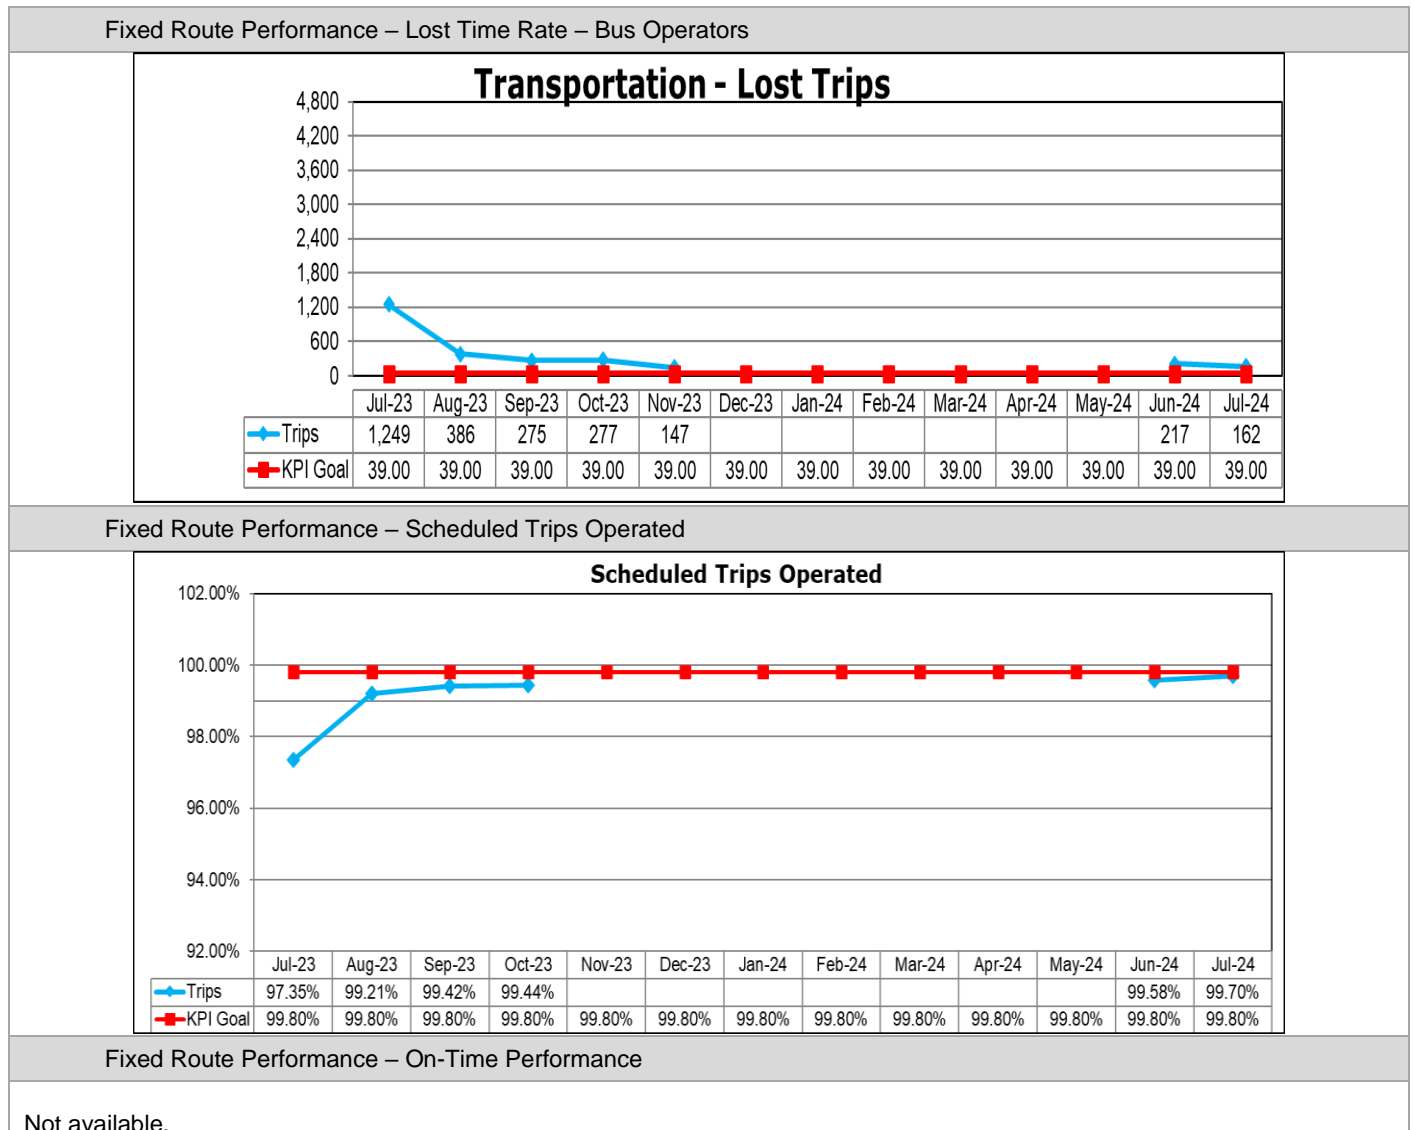 Fixed Route Performance – Lost Time Rate – Bus Operators
Transportation - Lost Trips
4,800
4,200
3,600
3,000
2,400
1,800
1,200
600
0
Jul-23 Aug-23 Sep-23 Oct-23 Nov-23 Dec-23 Jan-24 Feb-24 Mar-24 Apr-24 May-24 Jun-24 Jul-24
Trips 1,249 386 275 277 147 217 162
KPI Goal 39.00 39.00 39.00 39.00 39.00 39.00 39.00 39.00 39.00 39.00 39.00 39.00 39.00
Fixed Route Performance – Scheduled Trips Operated
Scheduled Trips Operated
102.00%
100.00%
98.00%
96.00%
94.00%
92.00%
Jul-23 Aug-23 Sep-23 Oct-23 Nov-23 Dec-23 Jan-24 Feb-24 Mar-24 Apr-24 May-24 Jun-24 Jul-24
Trips 97.35% 99.21% 99.42% 99.44% 99.58% 99.70%
KPI Goal 99.80% 99.80% 99.80% 99.80% 99.80% 99.80% 99.80% 99.80% 99.80% 99.80% 99.80% 99.80% 99.80%
Fixed Route Performance – On-Time Performance
Not available.